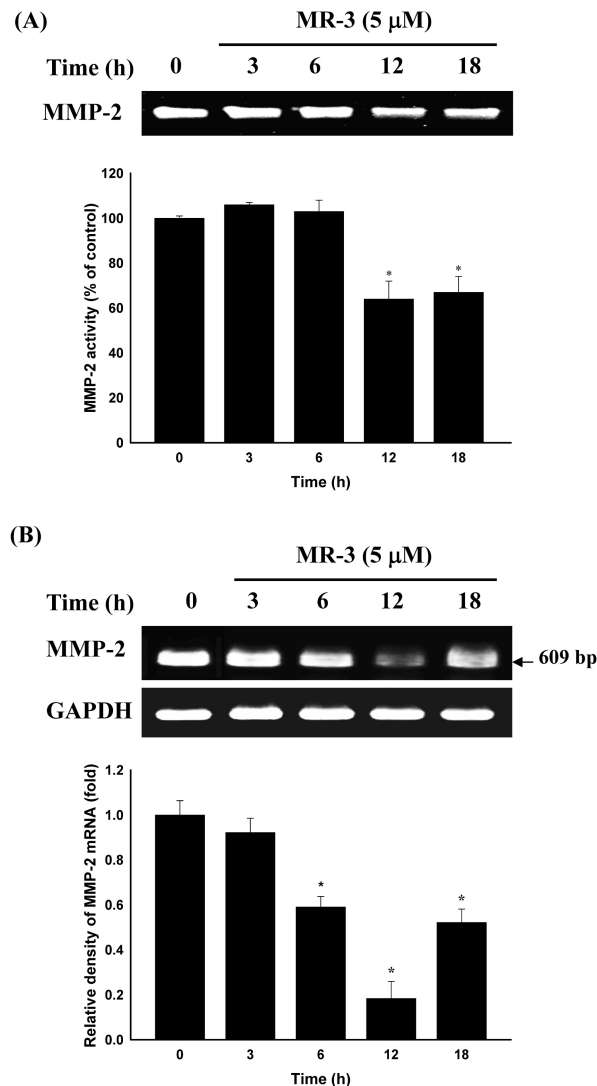 (A)
MR-3 (5 μM)
Time (h) 0 3 6 12 18
MMP-2
120
100
80
60
40
20
0
MMP-2 activity (% of control)
* *
0 3 6 12 18
Time (h)
(B)
MR-3 (5 μM)
Time (h) 0 3 6 12 18
MMP-2
609 bp
GAPDH
1.2
1.0
0.8
0.6
0.4
0.2
0.0
Relative density of MMP-2 mRNA (fold)
* * *
0 3 6 12 18
Time (h)